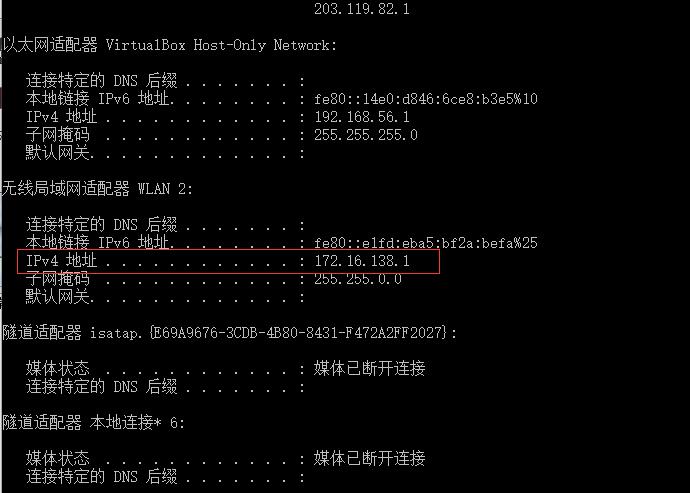 203.119.82.1
以太网适配器 VirtualBox Host-Only Network:
连接特定的 DNS 后缀 . . . . . . . :
本地链接 IPv6 地址. . . . . . . . : fe80::14e0:d846:6ce8:b3e5%10
IPv4 地址 . . . . . . . . . . . . : 192.168.56.1
子网掩码  . . . . . . . . . . . . : 255.255.255.0
默认网关. . . . . . . . . . . . . :
无线局域网适配器 WLAN 2:
连接特定的 DNS 后缀 . . . . . . . :
本地链接 IPv6 地址. . . . . . . . : fe80::e1fd:eba5:bf2a:befa%25
IPv4 地址 . . . . . . . . . . . . : 172.16.138.1
子网掩码  . . . . . . . . . . . . : 255.255.0.0
默认网关. . . . . . . . . . . . . :
隧道适配器 isatap.{E69A9676-3CDB-4B80-8431-F472A2FF2027}:
媒体状态  . . . . . . . . . . . . : 媒体已断开连接
连接特定的 DNS 后缀 . . . . . . . :
隧道适配器 本地连接* 6:
媒体状态  . . . . . . . . . . . . : 媒体已断开连接
连接特定的 DNS 后缀 . . . . . . . :